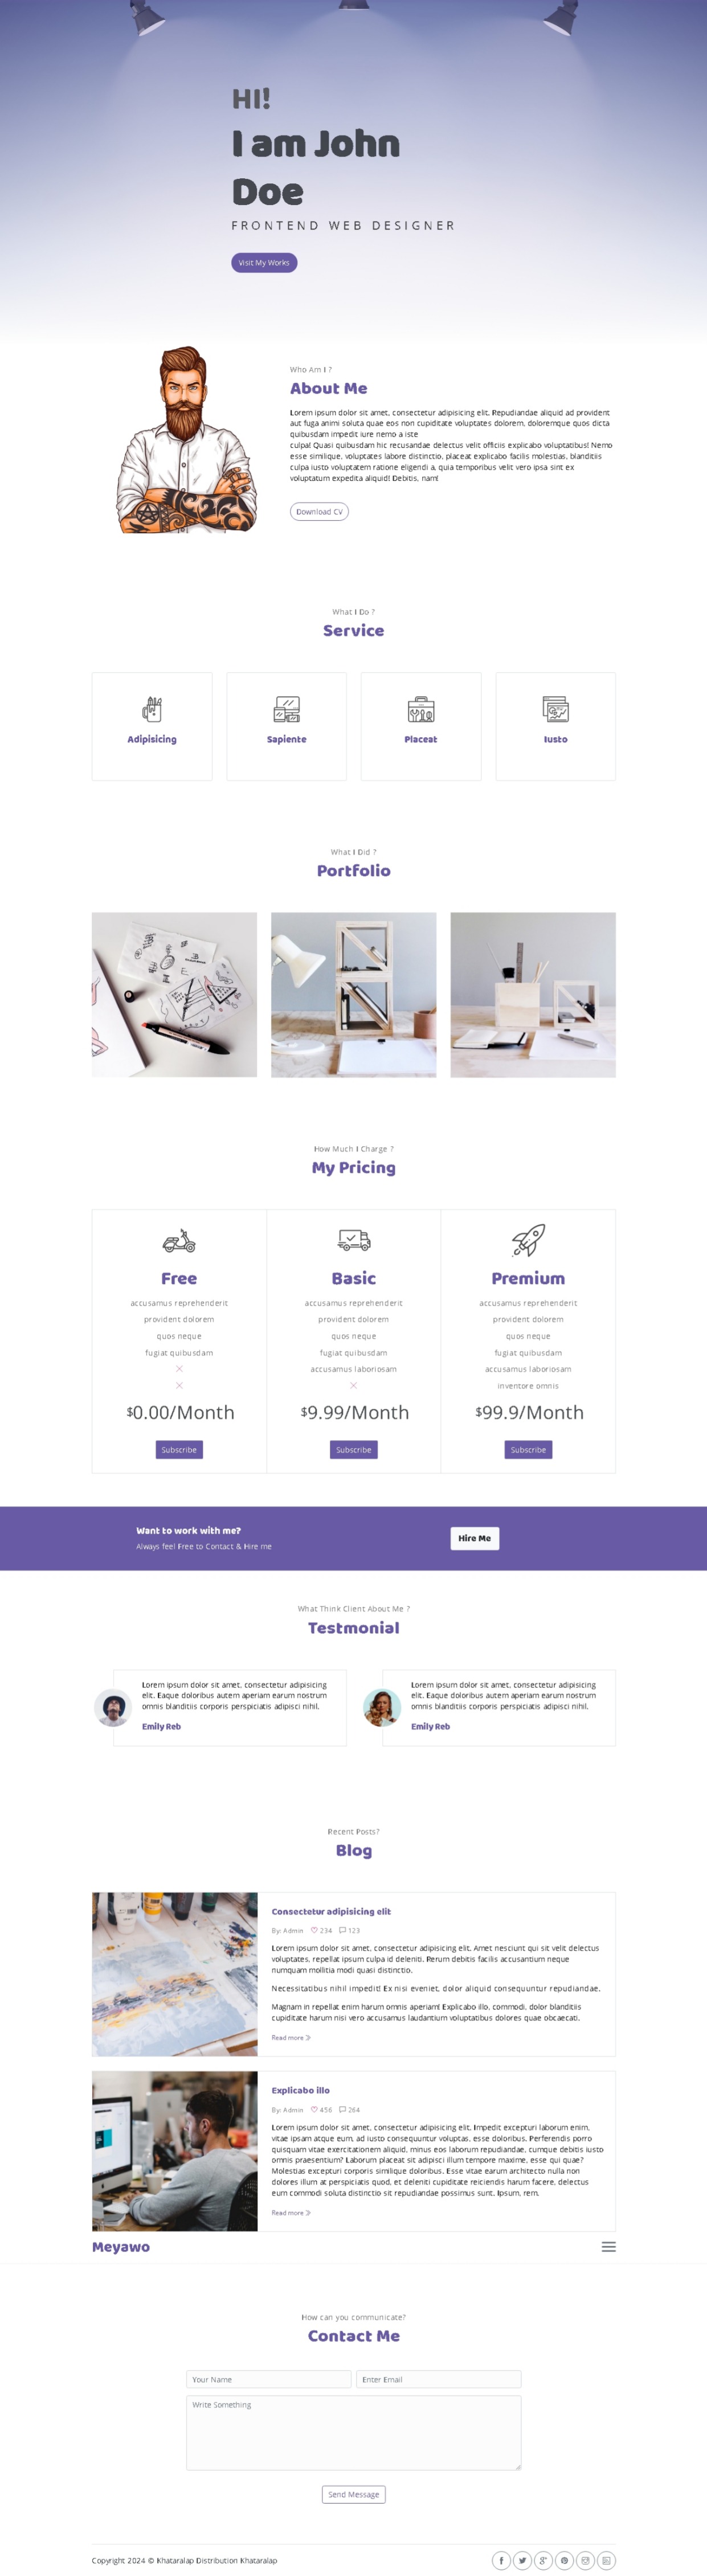 HI!
I am John
Doe
FRONTEND WEB DESIGNER
Visit My Works
Who Am I ?
About Me
Lorem ipsum dolor sit amet, consectetur adipisicing elit. Repudiandae aliquid ad provident
aut fuga animi soluta quae eos non cupiditate voluptates dolorem, doloremque quos dicta
quibusdam impedit iure nemo a iste
culpa! Quasi quibusdam hic recusandae delectus velit officiis explicabo voluptatibus! Nemo
esse similique, voluptates labore distinctio, placeat explicabo facilis molestias, blanditiis
culpa iusto voluptatem ratione eligendi a, quia temporibus velit vero ipsa sint ex
voluptatum expedita aliquid! Debitis, nam!
Download CV
What I Do ?
Service
Adipisicing
Sapiente
Placeat
Iusto
What I Did ?
Portfolio
How Much I Charge ?
My Pricing
Free
accusamus reprehenderit
provident dolorem
quos neque
fugiat quibusdam
$0.00/Month
Subscribe
Basic
accusamus reprehenderit
provident dolorem
quos neque
fugiat quibusdam
accusamus laboriosam
$9.99/Month
Subscribe
Premium
accusamus reprehenderit
provident dolorem
quos neque
fugiat quibusdam
accusamus laboriosam
inventore omnis
$99.9/Month
Subscribe
Want to work with me?
Always feel Free to Contact & Hire me
Hire Me
What Think Client About Me ?
Testmonial
Lorem ipsum dolor sit amet, consectetur adipisicing
elit. Eaque doloribus autem aperiam earum nostrum
omnis blanditiis corporis perspiciatis adipisci nihil.
Emily Reb
Lorem ipsum dolor sit amet, consectetur adipisicing
elit. Eaque doloribus autem aperiam earum nostrum
omnis blanditiis corporis perspiciatis adipisci nihil.
Emily Reb
Recent Posts?
Blog
Consectetur adipisicing elit
By: Admin 234 123
Lorem ipsum dolor sit amet, consectetur adipisicing elit. Amet nesciunt qui sit velit delectus
voluptates, repellat ipsum culpa id deleniti. Rerum debitis facilis accusantium neque
numquam mollitia modi quasi distinctio.
Necessitatibus nihil impedit! Ex nisi eveniet, dolor aliquid consequuntur repudiandae.
Magnam in repellat enim harum omnis aperiam! Explicabo illo, commodi, dolor blanditiis
cupiditate harum nisi vero accusamus laudantium voluptatibus dolores quae obcaecati.
Read more
Explicabo illo
By: Admin 456 264
Lorem ipsum dolor sit amet, consectetur adipisicing elit. Impedit excepturi laborum enim,
vitae ipsam atque eum, ad iusto consequuntur voluptas, esse doloribus. Perferendis porro
quisquam vitae exercitationem aliquid, minus eos laborum repudiandae, cumque debitis iusto
omnis praesentium? Laborum placeat sit adipisci illum tempore maxime, esse qui quae?
Molestias excepturi corporis similique doloribus. Esse vitae earum architecto nulla non
dolores illum at perspiciatis quod, et deleniti cupiditate reiciendis harum facere, delectus
eum commodi soluta distinctio sit repudiandae possimus sunt. Ipsum, rem.
Read more
Meyawo
How can you communicate?
Contact Me
Your Name
Enter Email
Write Something
Send Message
Copyright 2024 © Khataralap Distribution Khataralap